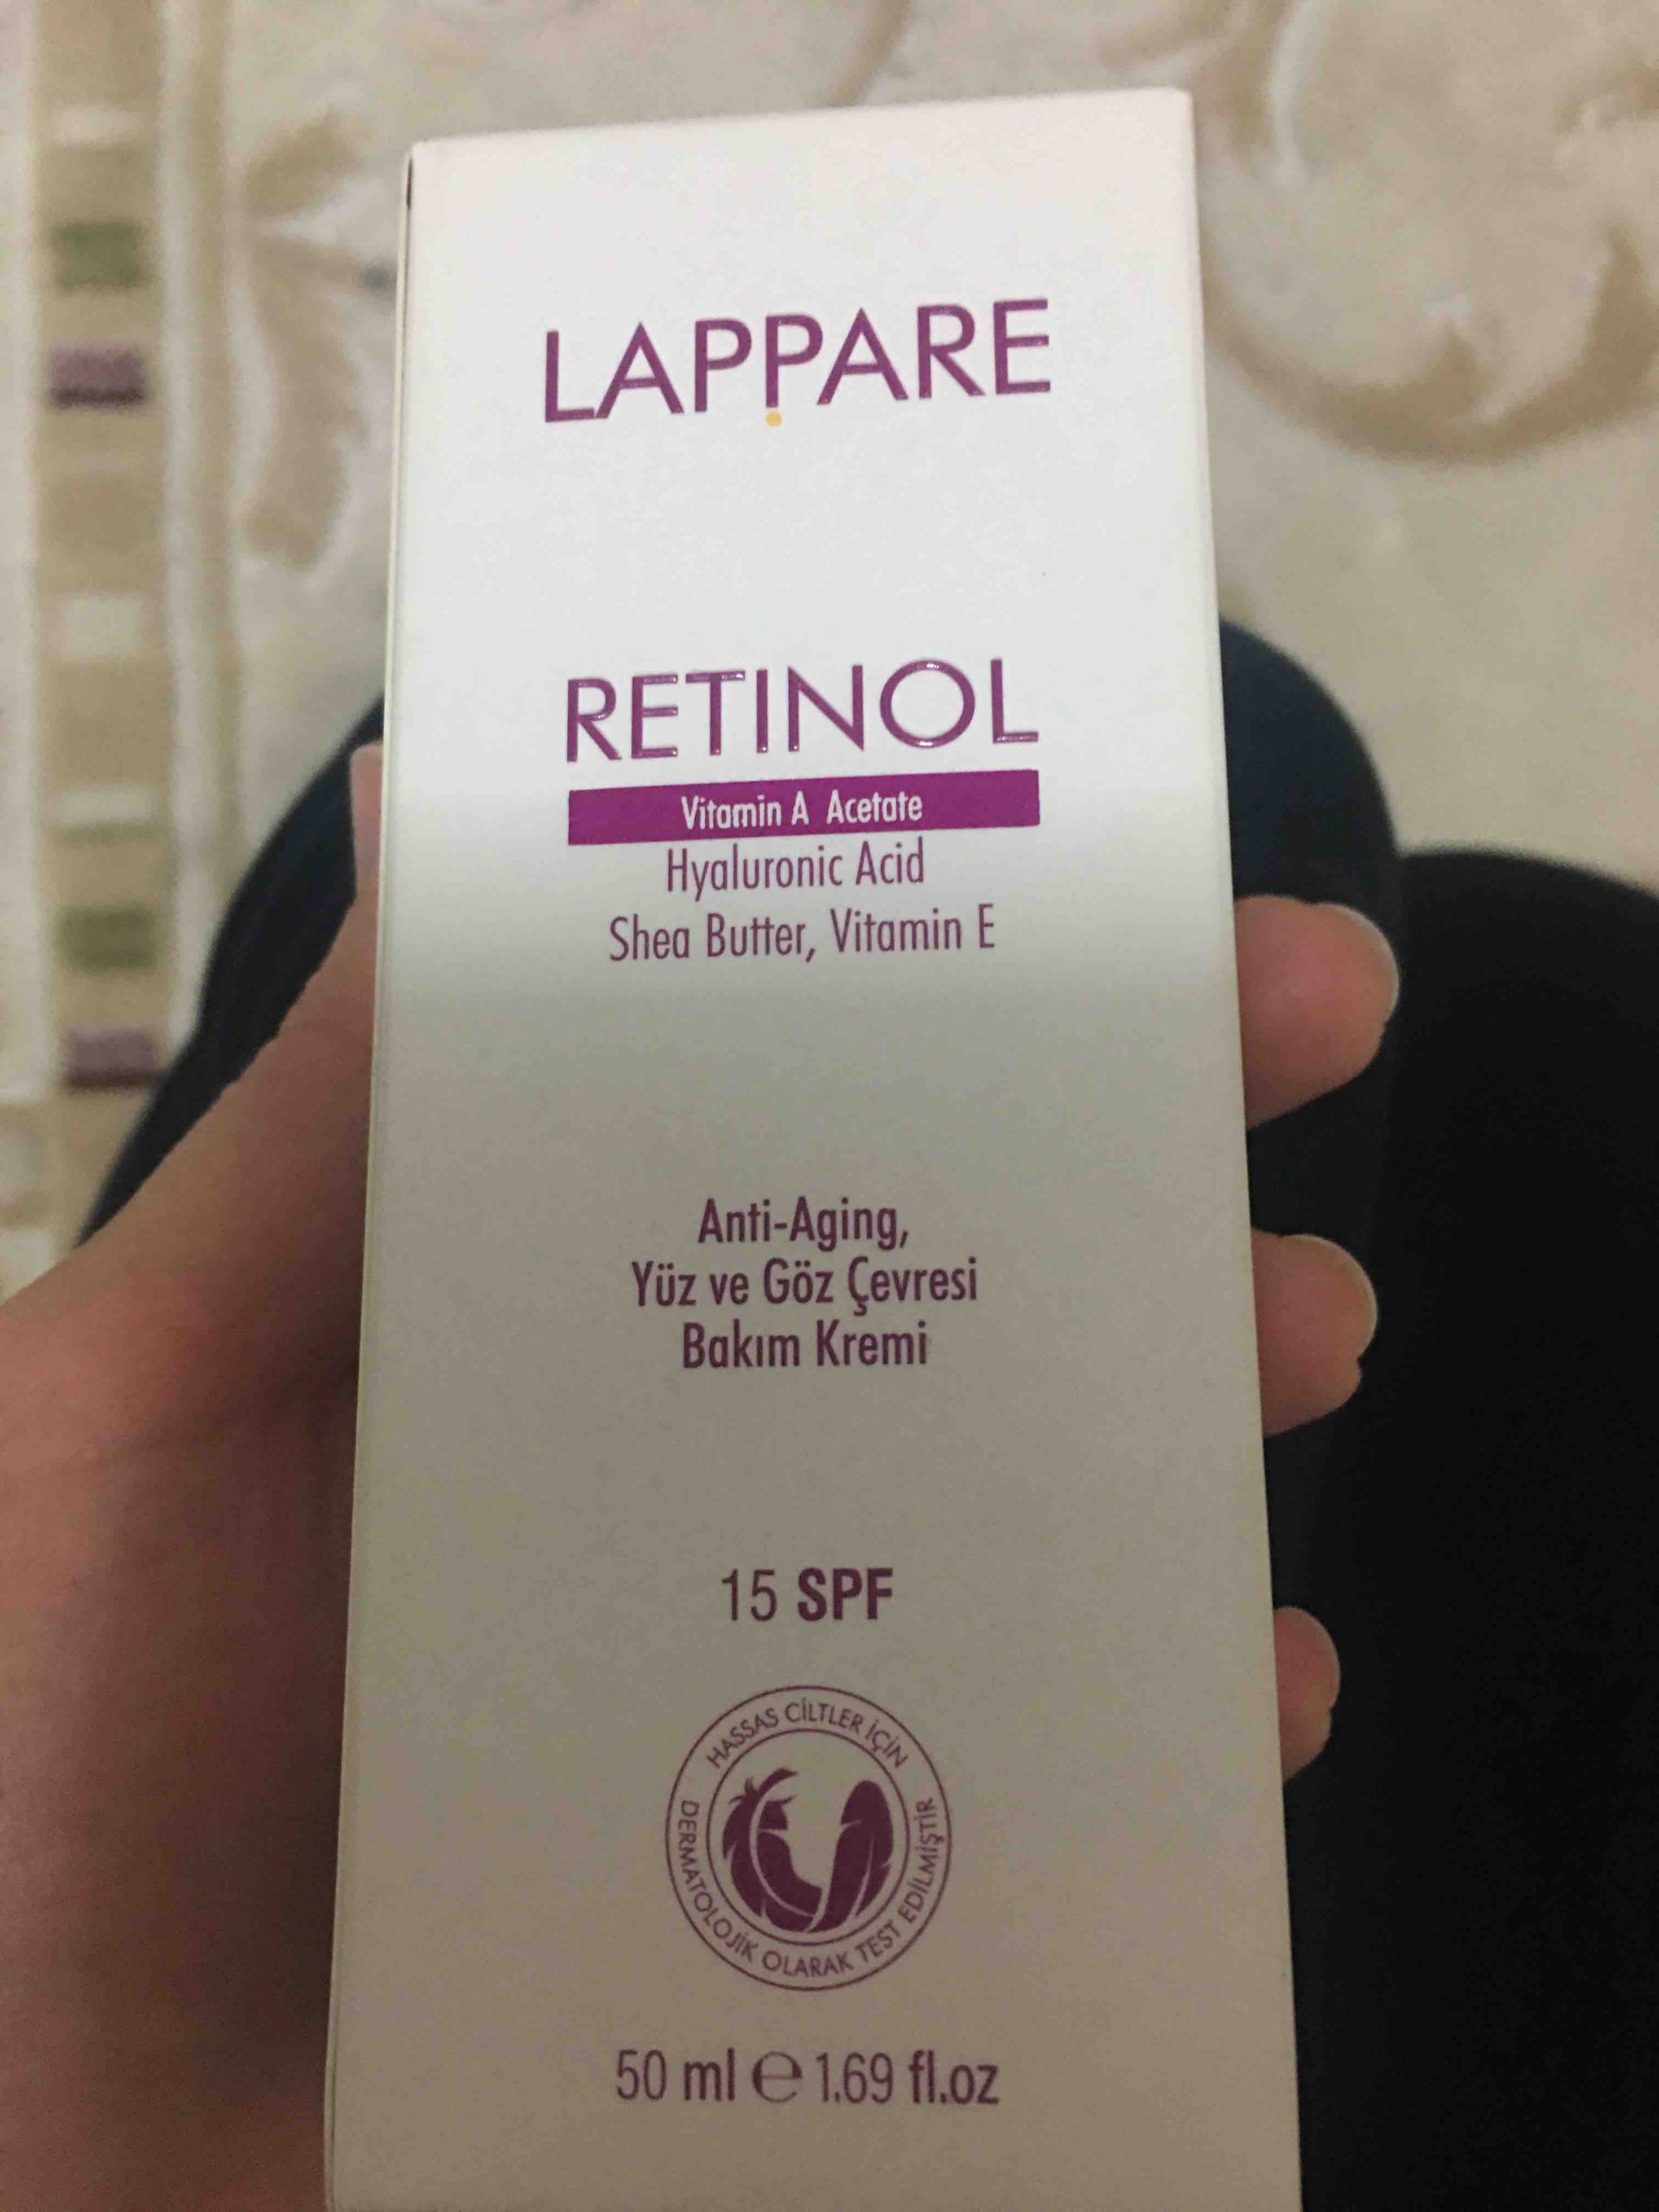 LAPPARE
RETINOL
Vitamin A Acetate
Hyaluronic Acid
Shea Butter, Vitamin E
Anti-Aging,
Yüz ve Göz Çevresi
Bakım Kremi
15 SPF
HASSAS CİLTLER İÇİN
DERMATOLOJİK OLARAK TEST EDİLMİŞTİR
50 ml ℮ 1.69 fl.oz